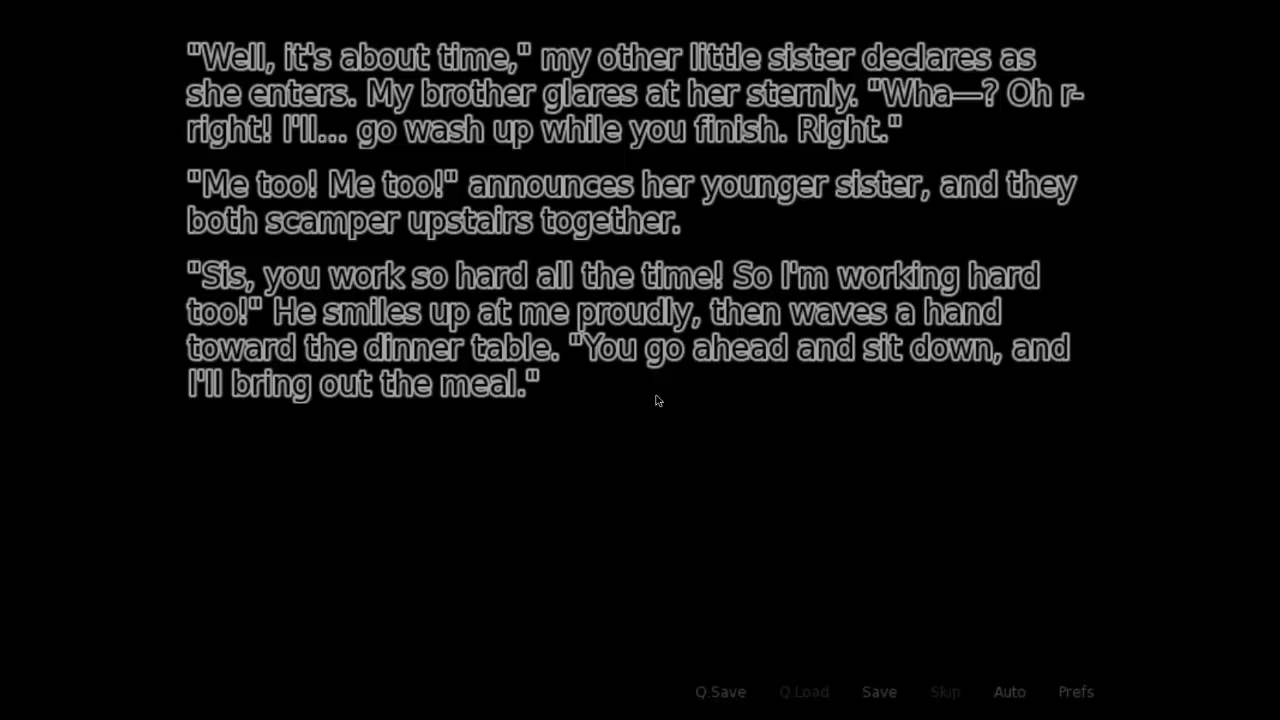 "Well, it's about time," my other little sister declares as
she enters. My brother glares at her sternly. "Wha—? Oh r-
right! I'll... go wash up while you finish. Right."
"Me too! Me too!" announces her younger sister, and they
both scamper upstairs together.
"Sis, you work so hard all the time! So I'm working hard
too!" He smiles up at me proudly, then waves a hand
toward the dinner table. "You go ahead and sit down, and
I'll bring out the meal."
Q.Save Q.Load Save Skip Auto Prefs